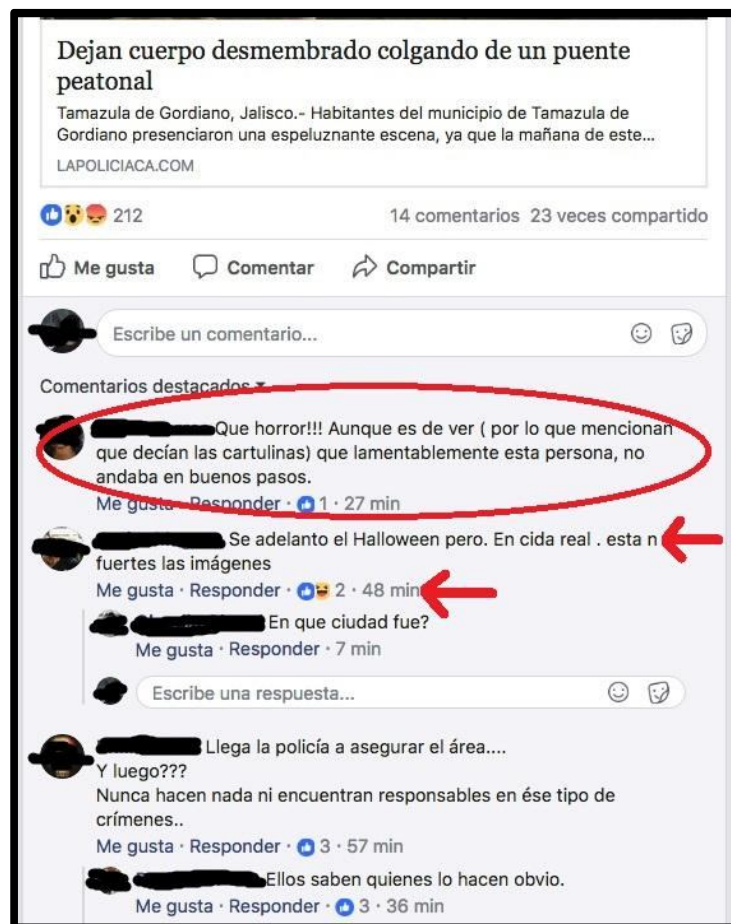 Dejan cuerpo desmembrado colgando de un puente
peatonal
Tamazula de Gordiano, Jalisco.- Habitantes del municipio de Tamazula de
Gordiano presenciaron una espeluznante escena, ya que la mañana de este...
LAPOLICIACA.COM
212 14 comentarios 23 veces compartido
Me gusta Comentar Compartir
Escribe un comentario...
Comentarios destacados
Que horror!!! Aunque es de ver ( por lo que mencionan
que decían las cartulinas) que lamentablemente esta persona, no
andaba en buenos pasos.
Me gusta · Responder · 1 · 27 min
Se adelanto el Halloween pero. En cida real . esta n
fuertes las imágenes
Me gusta · Responder · 2 · 48 min
En que ciudad fue?
Me gusta · Responder · 7 min
Escribe una respuesta...
Llega la policía a asegurar el área....
Y luego???
Nunca hacen nada ni encuentran responsables en ése tipo de
crímenes..
Me gusta · Responder · 3 · 57 min
Ellos saben quienes lo hacen obvio.
Me gusta · Responder · 3 · 36 min